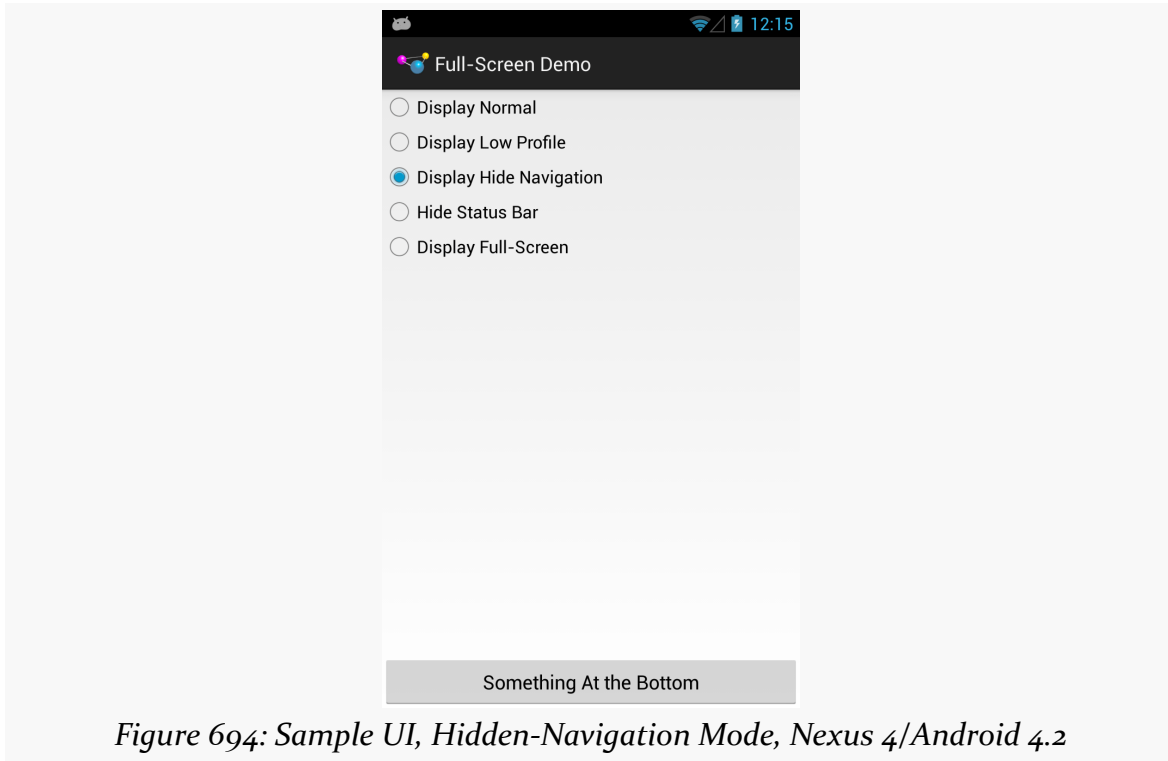 12:15
Full-Screen Demo
Display Normal
Display Low Profile
Display Hide Navigation
Hide Status Bar
Display Full-Screen
Something At the Bottom
Figure 694: Sample UI, Hidden-Navigation Mode, Nexus 4/Android 4.2